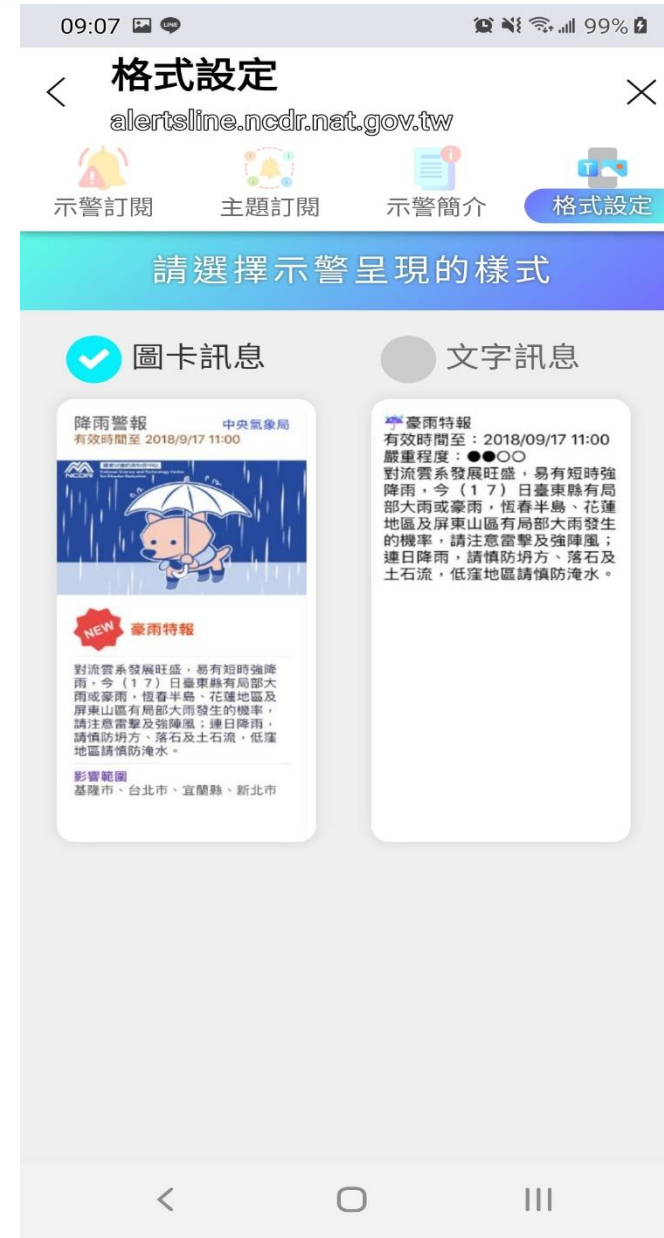 09:07
99%
格式設定
alertsline.ncdr.nat.gov.tw
示警訂閱
主題訂閱
示警簡介
格式設定
請選擇示警呈現的樣式
圖卡訊息
降雨警報
中央氣象局
有效時間至 2018/9/17 11:00
NCDR
NEW
豪雨特報
對流雲系發展旺盛，易有短時強降
雨，今（17）日臺東縣有局部大
雨或豪雨，恆春半島、花蓮地區及
屏東山區有局部大雨發生的機率，
請注意雷擊及強陣風；連日降雨，
請慎防坍方、落石及土石流，低窪
地區請慎防淹水。
影響範圍
基隆市、台北市、宜蘭縣、新北市
文字訊息
豪雨特報
有效時間至：2018/09/17 11:00
嚴重程度：●●○○
對流雲系發展旺盛，易有短時強
降雨，今（17）日臺東縣有局
部大雨或豪雨，恆春半島、花蓮
地區及屏東山區有局部大雨發生
的機率，請注意雷擊及強陣風；
連日降雨，請慎防坍方、落石及
土石流，低窪地區請慎防淹水。